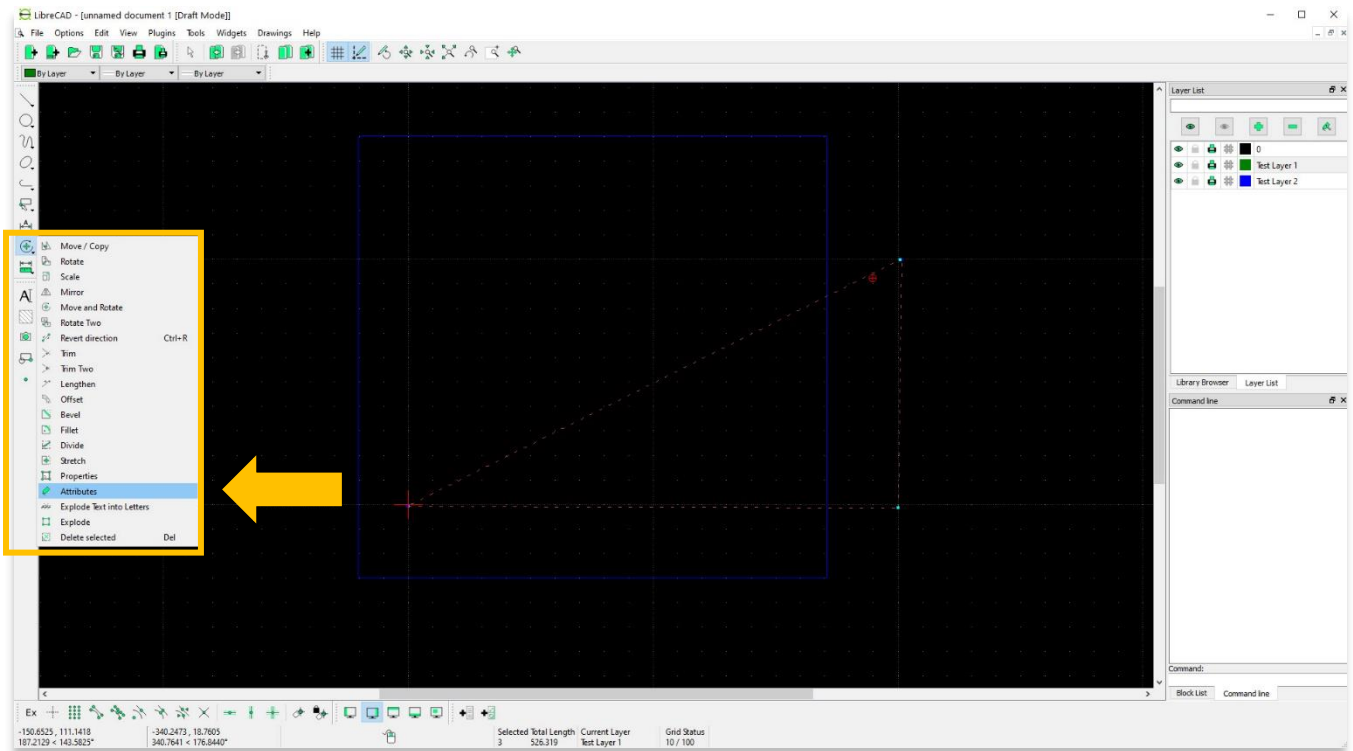 LibreCAD - [unnamed document 1 [Draft Mode]]
File Options Edit View Plugins Tools Widgets Drawings Help
By Layer By Layer By Layer
Layer List
0
Test Layer 1
Test Layer 2
Move / Copy
Rotate
Scale
Mirror
Move and Rotate
Rotate Two
Revert direction Ctrl+R
Trim
Trim Two
Lengthen
Offset
Bevel
Fillet
Divide
Stretch
Properties
Attributes
Explode Text into Letters
Explode
Delete selected Del
Library Browser Layer List
Command line
Command:
Block List Command line
Ex
-150.6525 , 111.1418 -340.2473 , 18.7605 Selected Total Length Current Layer Grid Status
187.2129 < 143.5825° 340.7641 < 176.8440° 3 526.319 Test Layer 1 10 / 100